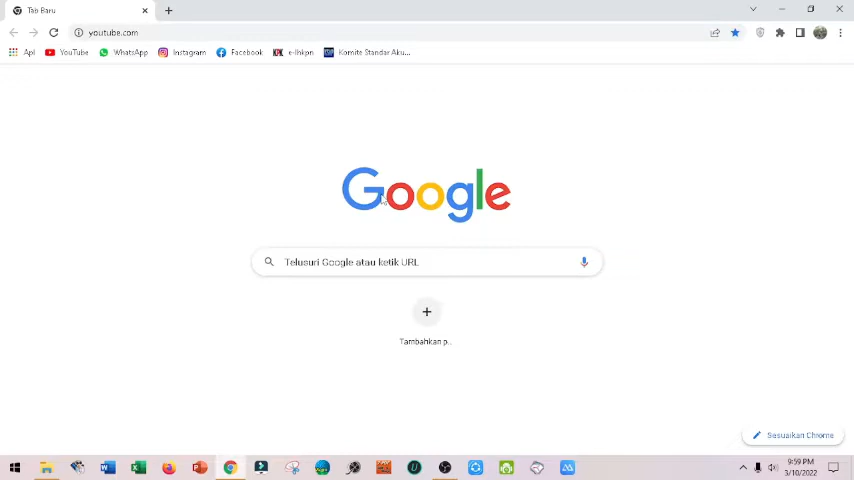 Tab Baru
youtube.com
Apl YouTube WhatsApp Instagram Facebook e-lhkpn Komite Standar Aku...
Google
Telusuri Google atau ketik URL
Tambahkan p...
Sesuaikan Chrome
9:59 PM
3/10/2022